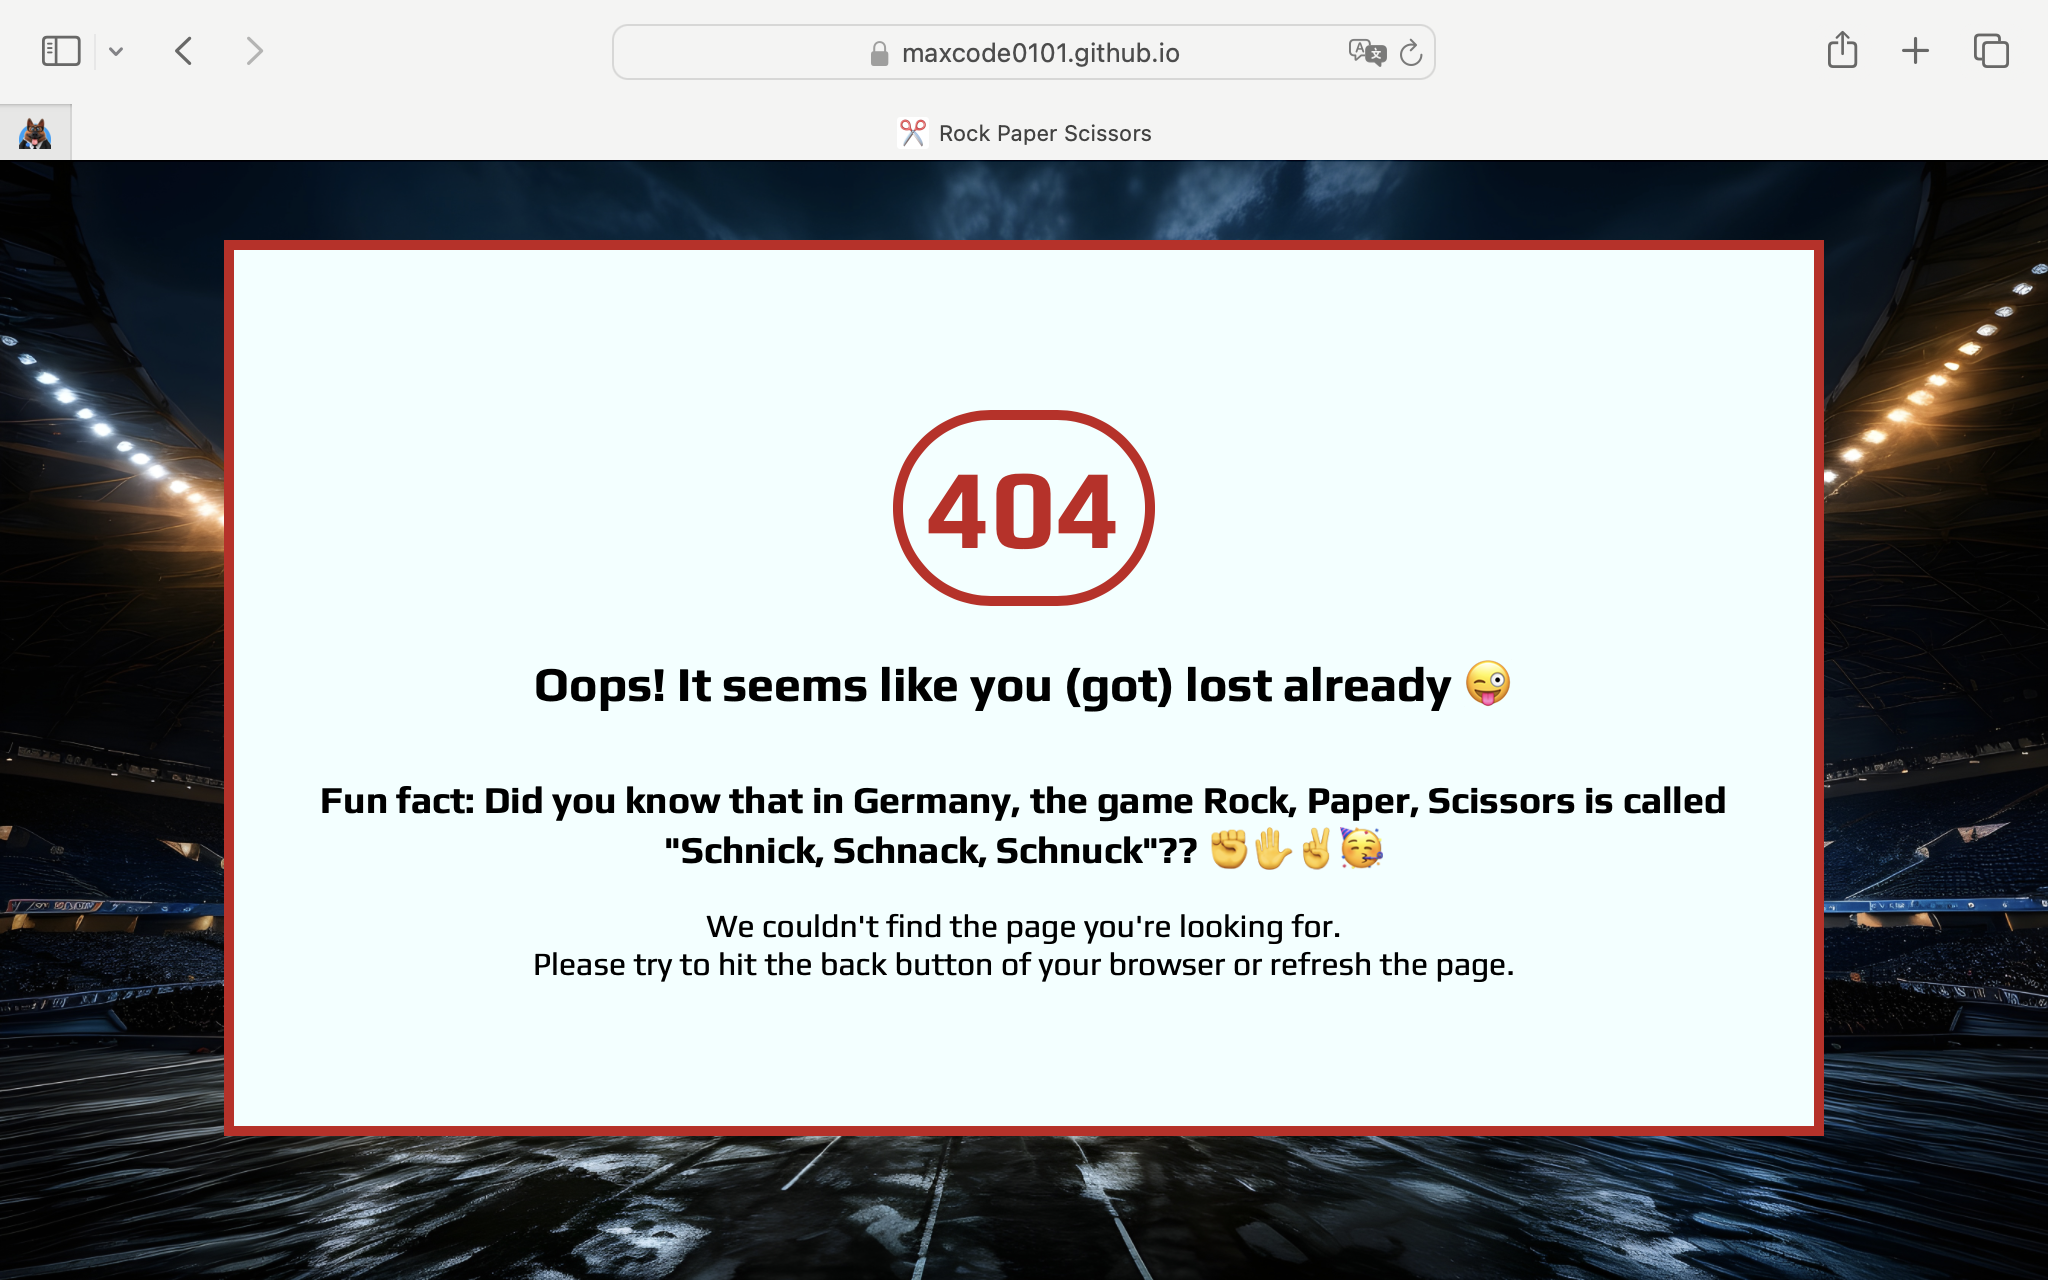 maxcode0101.github.io
Rock Paper Scissors
404
Oops! It seems like you (got) lost already 😜
Fun fact: Did you know that in Germany, the game Rock, Paper, Scissors is called
"Schnick, Schnack, Schnuck"?? ✊✋✌️🥳
We couldn't find the page you're looking for.
Please try to hit the back button of your browser or refresh the page.